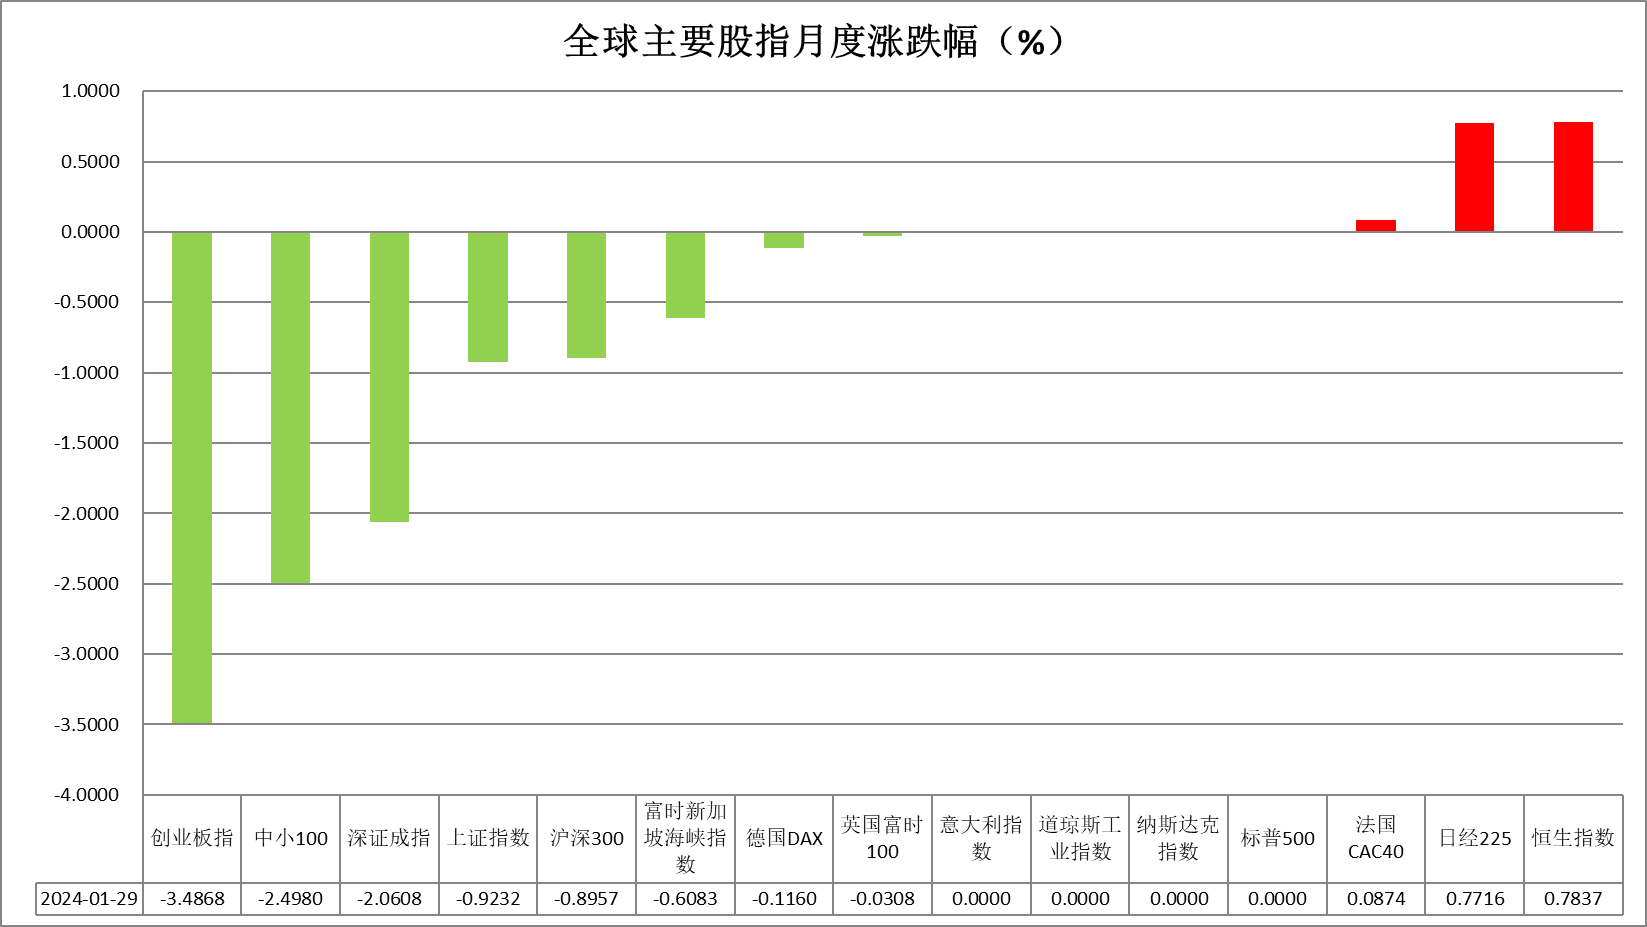 全球主要股指月度涨跌幅（%）
1.0000
0.5000
0.0000
-0.5000
-1.0000
-1.5000
-2.0000
-2.5000
-3.0000
-3.5000
-4.0000
创业板指
中小100
深证成指
上证指数
沪深300
富时新加
坡海峡指
数
德国DAX
英国富时
100
意大利指
数
道琼斯工
业指数
纳斯达克
指数
标普500
法国
CAC40
日经225
恒生指数
2024-01-29 -3.4868 -2.4980 -2.0608 -0.9232 -0.8957 -0.6083 -0.1160 -0.0308 0.0000 0.0000 0.0000 0.0000 0.0874 0.7716 0.7837